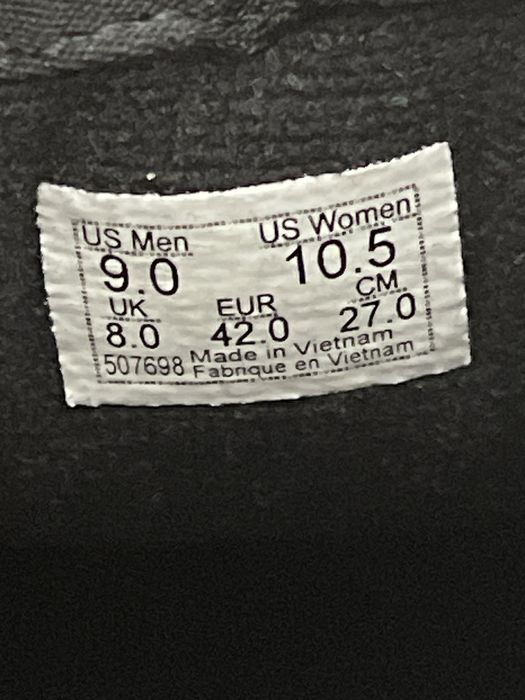 US Men US Women
9.0 10.5
UK EUR CM
8.0 42.0 27.0
507698 Made in Vietnam
Fabrique en Vietnam